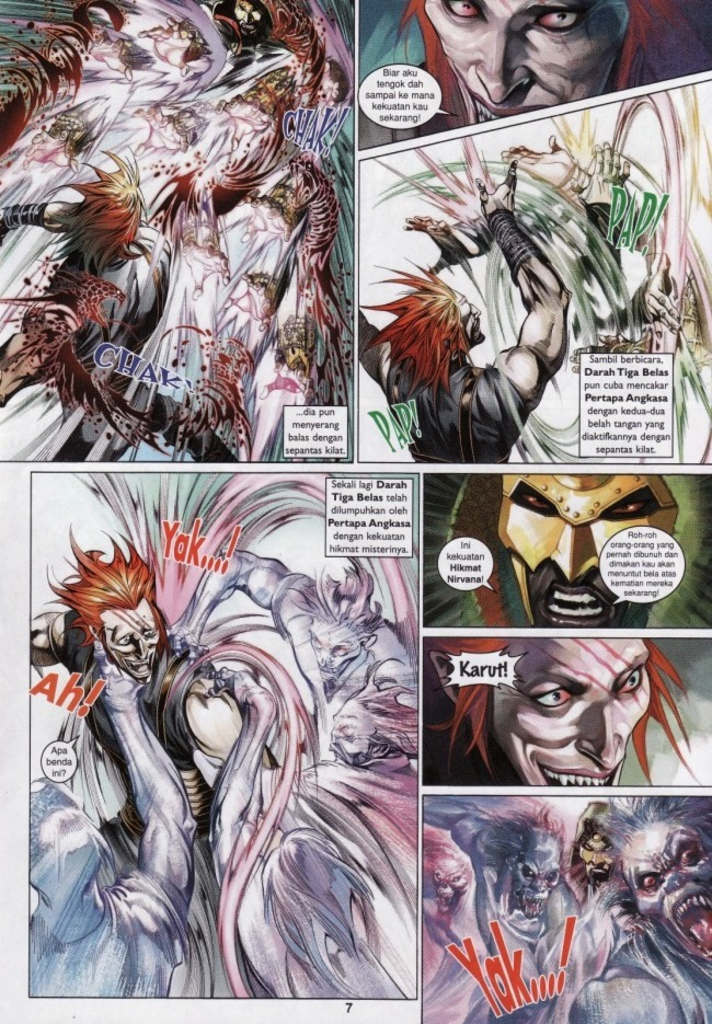 CHAK!
CHAK!
...dia pun
menyerang
balas dengan
sepantas kilat.
Biar aku
tengok dah
sampai ke mana
kekuatan kau
sekarang!
PAP!
PAP!
Sambil berbicara,
Darah Tiga Belas
pun cuba mencakar
Pertapa Angkasa
dengan kedua-dua
belah tangan yang
diaktifkannya dengan
sepantas kilat.
Sekali lagi Darah
Tiga Belas telah
dilumpuhkan oleh
Pertapa Angkasa
dengan kekuatan
hikmat misterinya.
Yak,,,,!
Ah!
Apa
benda
ini?
Ini
kekuatan
Hikmat
Nirvana!
Roh-roh
orang-orang yang
pernah dibunuh dan
dimakan kau akan
menuntut bela atas
kematian mereka
sekarang!
Karut!
Yak,,,,!
7